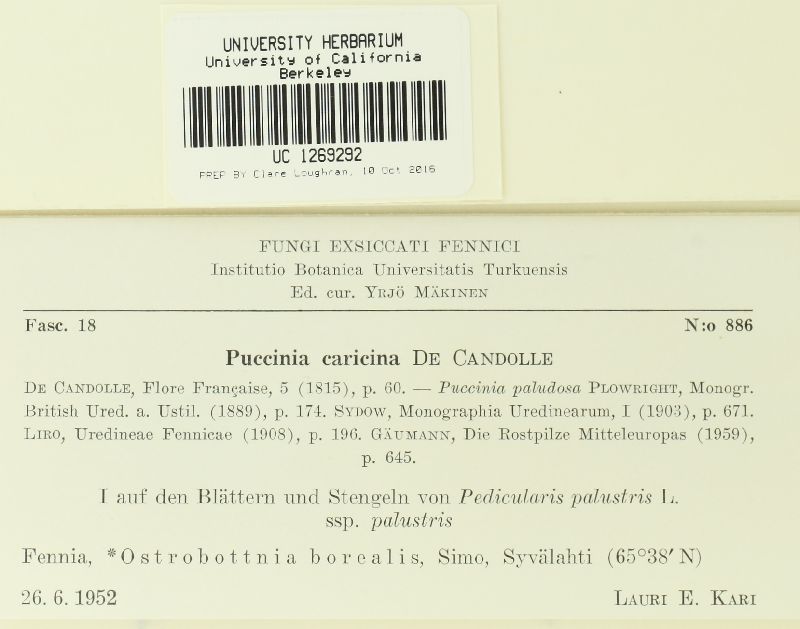 UNIVERSITY HERBARIUM
University of California
Berkeley
UC 1269292
PREP BY Clare Loughran, 10 Oct 2016
FUNGI EXSICCATI FENNICI
Institutio Botanica Universitatis Turkuensis
Ed. cur. YRJÖ MÄKINEN
Fasc. 18 N:o 886
Puccinia caricina DE CANDOLLE
DE CANDOLLE, Flore Française, 5 (1815), p. 60. — Puccinia paludosa PLOWRIGHT, Monogr.
British Ured. a. Ustil. (1889), p. 174. SYDOW, Monographia Uredinearum, I (1903), p. 671.
LIRO, Uredineae Fennicae (1908), p. 196. GÄUMANN, Die Rostpilze Mitteleuropas (1959),
p. 645.
I auf den Blättern und Stengeln von Pedicularis palustris L.
ssp. palustris
Fennia, *Ostrobottnia borealis, Simo, Syvälahti (65°38′ N)
26. 6. 1952 LAURI E. KARI